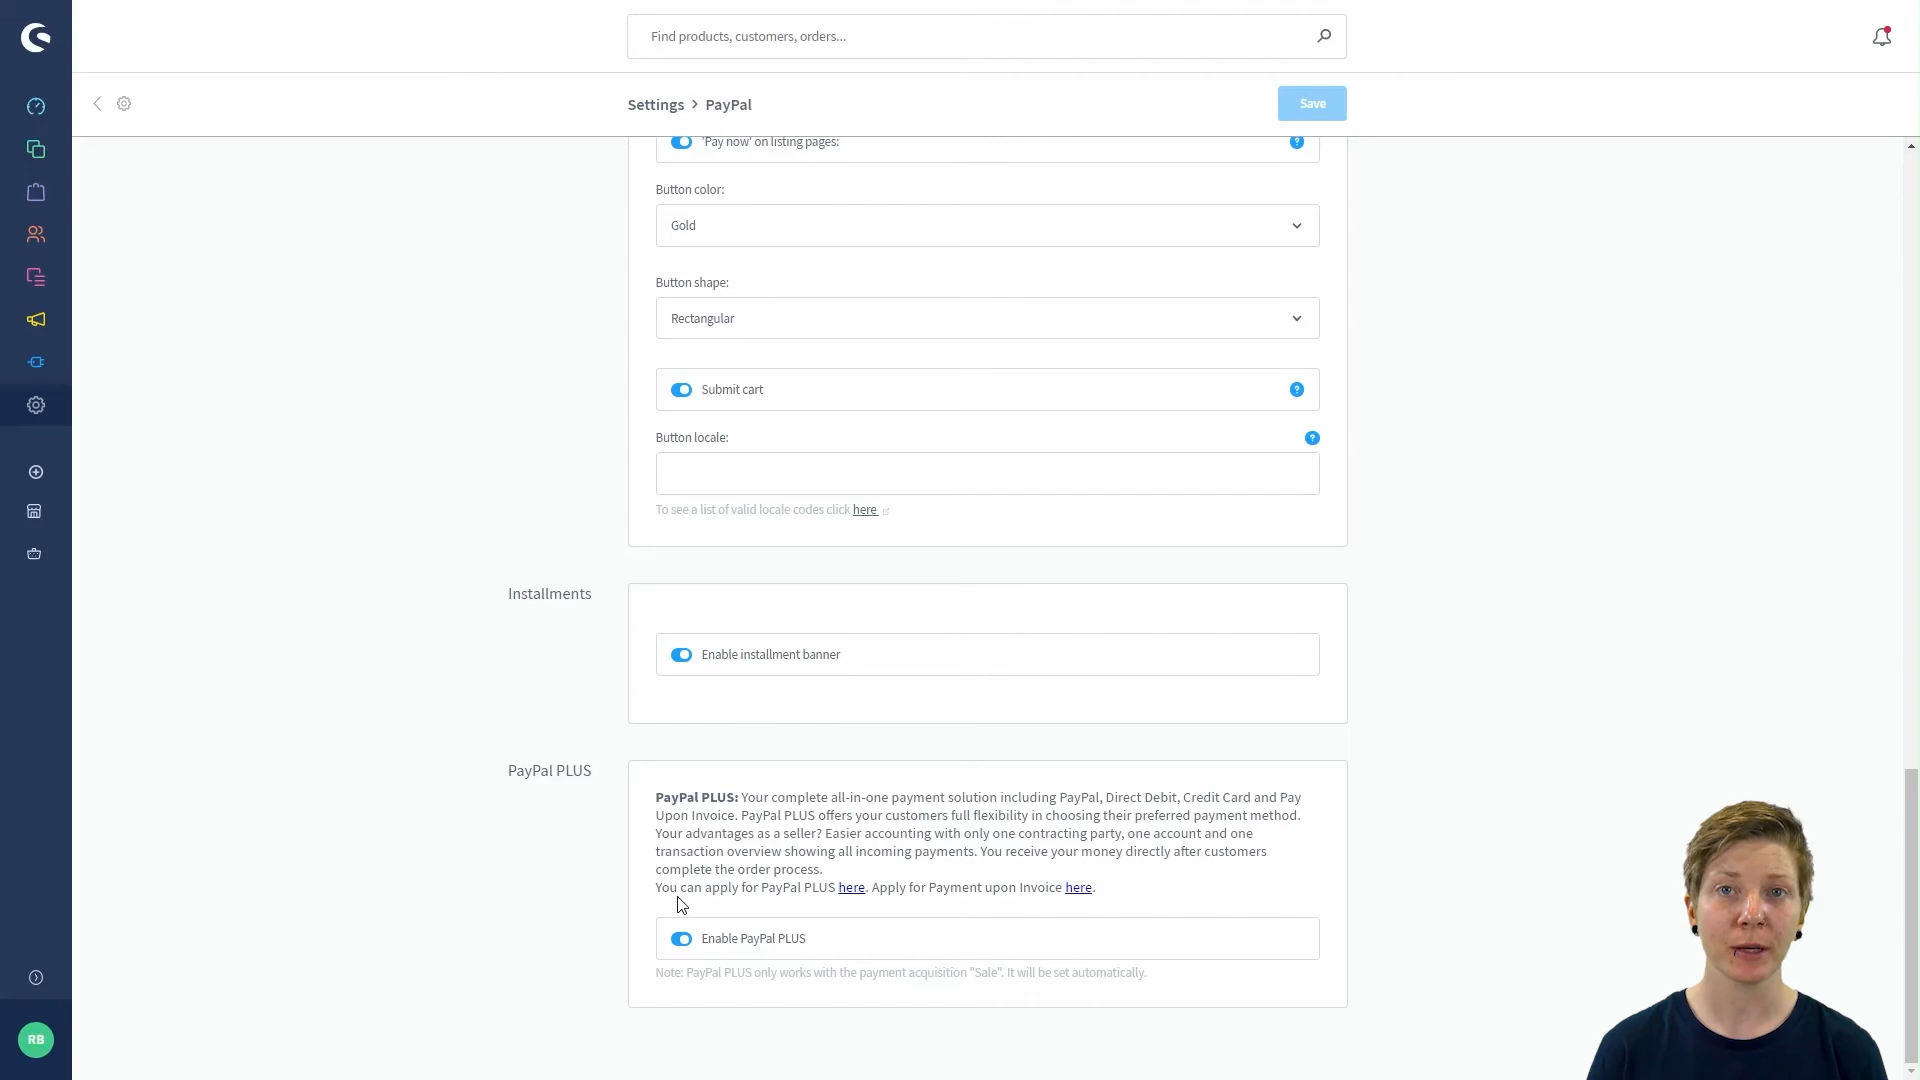 Find products, customers, orders...
Settings > PayPal
Save
'Pay now' on listing pages:
?
Button color:
Gold
Button shape:
Rectangular
Submit cart
?
Button locale:
?
To see a list of valid locale codes click here
Installments
Enable installment banner
PayPal PLUS
PayPal PLUS: Your complete all-in-one payment solution including PayPal, Direct Debit, Credit Card and Pay
Upon Invoice. PayPal PLUS offers your customers full flexibility in choosing their preferred payment method.
Your advantages as a seller? Easier accounting with only one contracting party, one account and one
transaction overview showing all incoming payments. You receive your money directly after customers
complete the order process.
You can apply for PayPal PLUS here. Apply for Payment upon Invoice here.
Enable PayPal PLUS
Note: PayPal PLUS only works with the payment acquisition "Sale". It will be set automatically.
RB